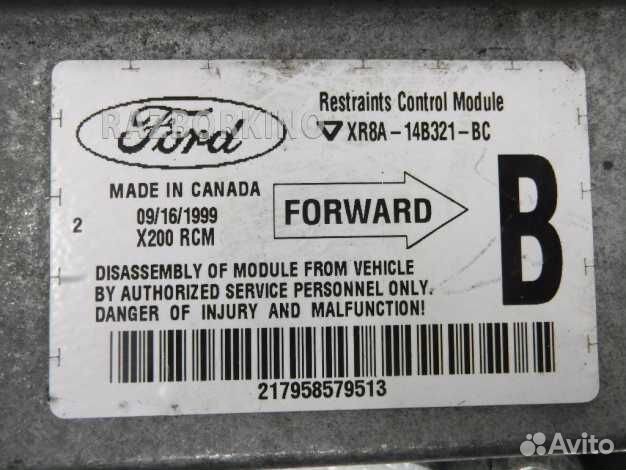 Ford
RAZBORKINO
Restraints Control Module
XR8A-14B321-BC
MADE IN CANADA
09/16/1999
X200 RCM
2
FORWARD
B
DISASSEMBLY OF MODULE FROM VEHICLE
BY AUTHORIZED SERVICE PERSONNEL ONLY.
DANGER OF INJURY AND MALFUNCTION!
217958579513
Avito